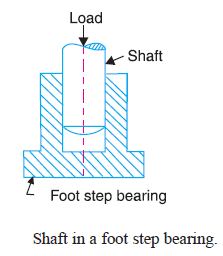 Load
Shaft
Foot step bearing
Shaft in a foot step bearing.